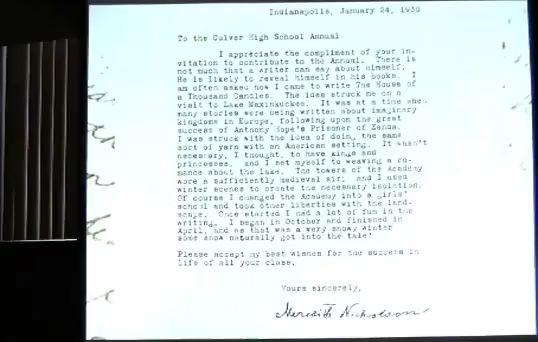 Indianapolis, January 24, 1930
To the Culver High School Annual
I appreciate the compliment of your in-
vitation to contribute to the Annual. There is
not much that a writer can say about himself;
He is likely to reveal himself in his books. I
am often asked how I came to write The House of
a Thousand Candles. The idea struck me on a
visit to Lake Maxinkuckee. It was at a time when
many stories were being written about imaginary
kingdoms in Europe, following upon the great
success of Anthony Hope's Prisoner of Zenda.
I was struck with the idea of doing the same
sort of yarn with an American setting. It wasn't
necessary, I thought, to have kings and
princesses, and I set myself to weaving a ro-
mance about the lake. The towers of the Academy
wore a sufficiently medieval air; and I used
winter scenes to create the necessary isolation.
Of course I changed the Academy into a girls'
school and took other liberties with the land-
scape. Once started I had a lot of fun in the
writing. I began in October and finished in
April, and as that was a very snowy winter
some snow naturally got into the tale!
Please accept my best wishes for the success in
life of all your class.
Yours sincerely,
Meredith Nicholson